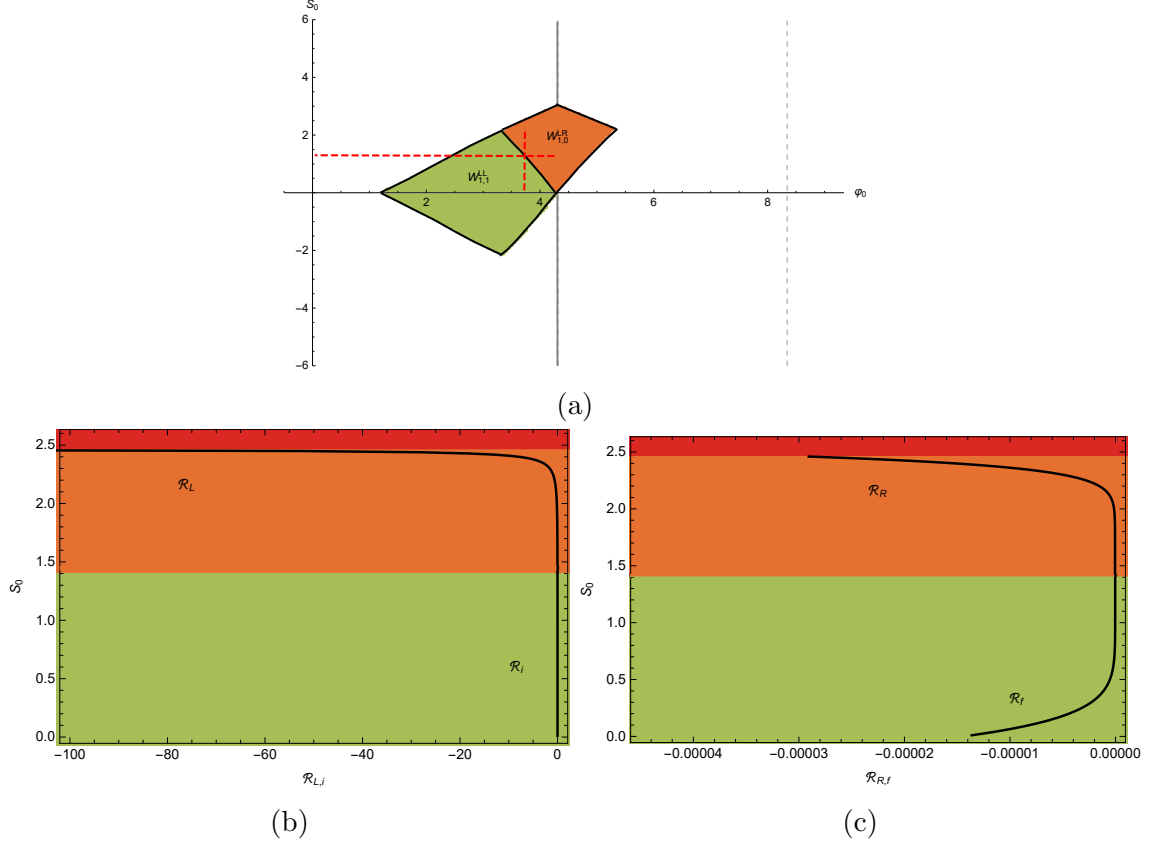 S₀
6
4
2
−2
−4
−6
2
4
6
8
φ₀
W^{LR}_{1,0}
W^{LL}_{1,1}
(a)
2.5
2.0
1.5
1.0
0.5
0.0
S₀
ℛ_L
ℛ_i
−100
−80
−60
−40
−20
0
ℛ_{L,i}
(b)
2.5
2.0
1.5
1.0
0.5
0.0
S₀
ℛ_R
ℛ_f
−0.00004
−0.00003
−0.00002
−0.00001
0.00000
ℛ_{R,f}
(c)